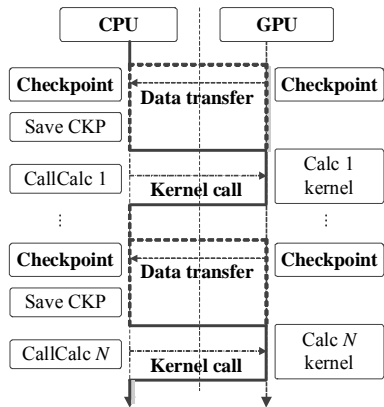 CPU
GPU
Checkpoint
Checkpoint
Data transfer
Save CKP
CallCalc 1
Kernel call
Calc 1
kernel
⋮
⋮
Checkpoint
Checkpoint
Data transfer
Save CKP
CallCalc N
Kernel call
Calc N
kernel